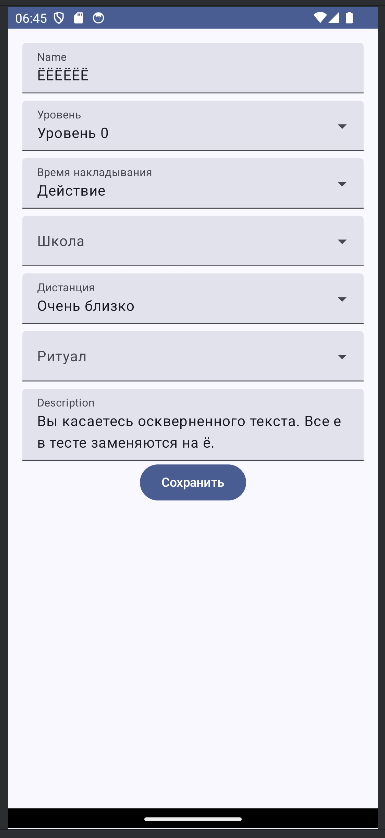 06:45
Name
ЁЁЁЁЁЁ
Уровень
Уровень 0
Время накладывания
Действие
Школа
Дистанция
Очень близко
Ритуал
Description
Вы касаетесь оскверненного текста. Все е
в тесте заменяются на ё.
Сохранить